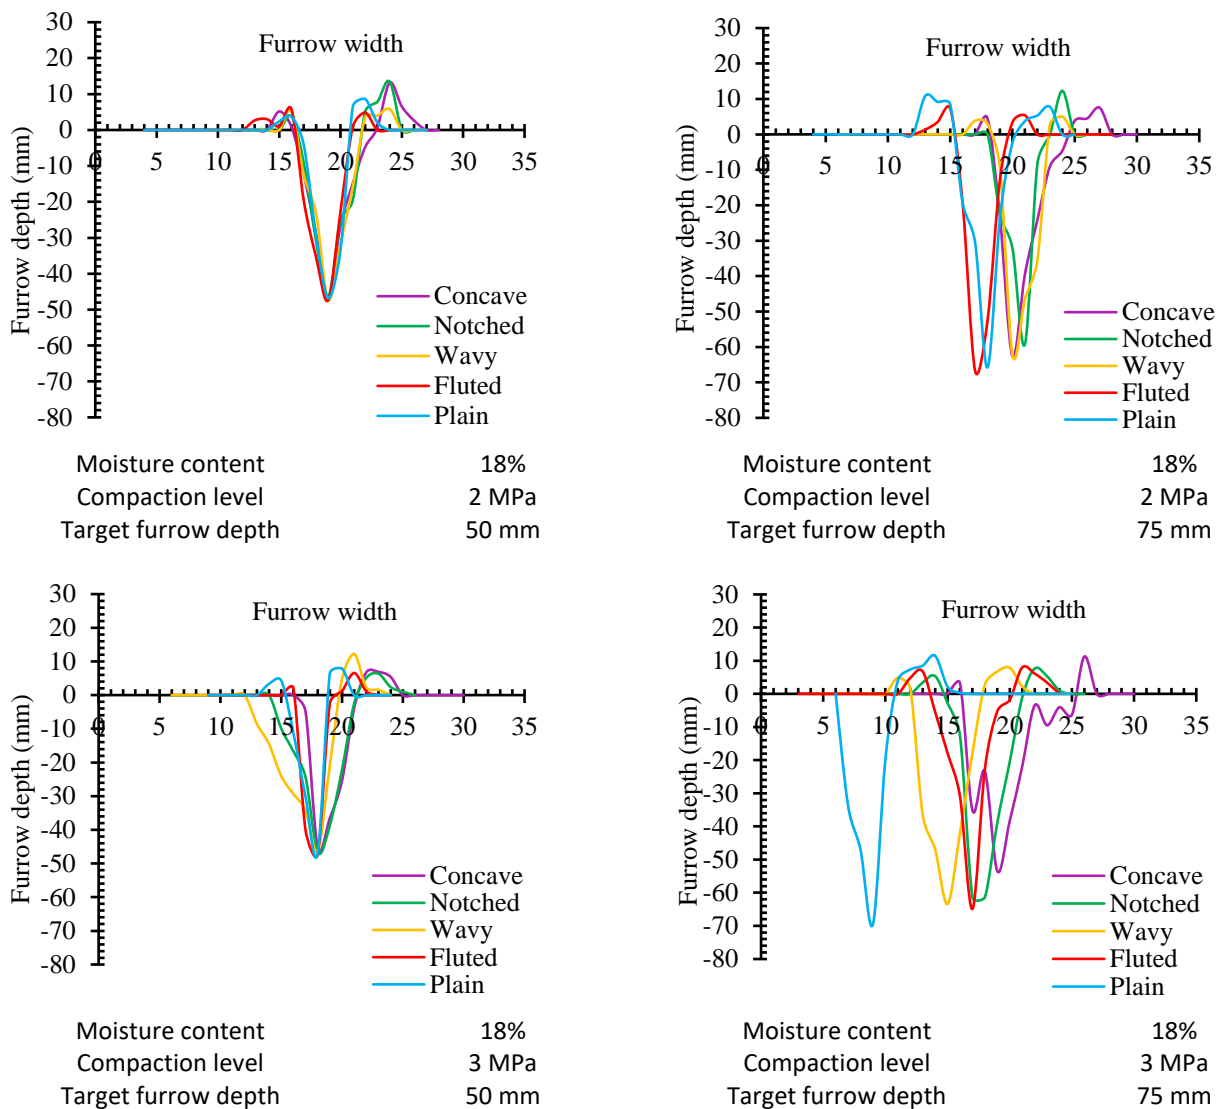 30
20
10
0
-10
-20
-30
-40
-50
-60
-70
-80
Furrow depth (mm)
Furrow width
0 5 10 15 20 25 30 35
Concave
Notched
Wavy
Fluted
Plain
Moisture content 18%
Compaction level 2 MPa
Target furrow depth 50 mm
30
20
10
0
-10
-20
-30
-40
-50
-60
-70
-80
Furrow depth (mm)
Furrow width
0 5 10 15 20 25 30 35
Concave
Notched
Wavy
Fluted
Plain
Moisture content 18%
Compaction level 2 MPa
Target furrow depth 75 mm
30
20
10
0
-10
-20
-30
-40
-50
-60
-70
-80
Furrow depth (mm)
Furrow width
0 5 10 15 20 25 30 35
Concave
Notched
Wavy
Fluted
Plain
Moisture content 18%
Compaction level 3 MPa
Target furrow depth 50 mm
30
20
10
0
-10
-20
-30
-40
-50
-60
-70
-80
Furrow depth (mm)
Furrow width
0 5 10 15 20 25 30 35
Concave
Notched
Wavy
Fluted
Plain
Moisture content 18%
Compaction level 3 MPa
Target furrow depth 75 mm